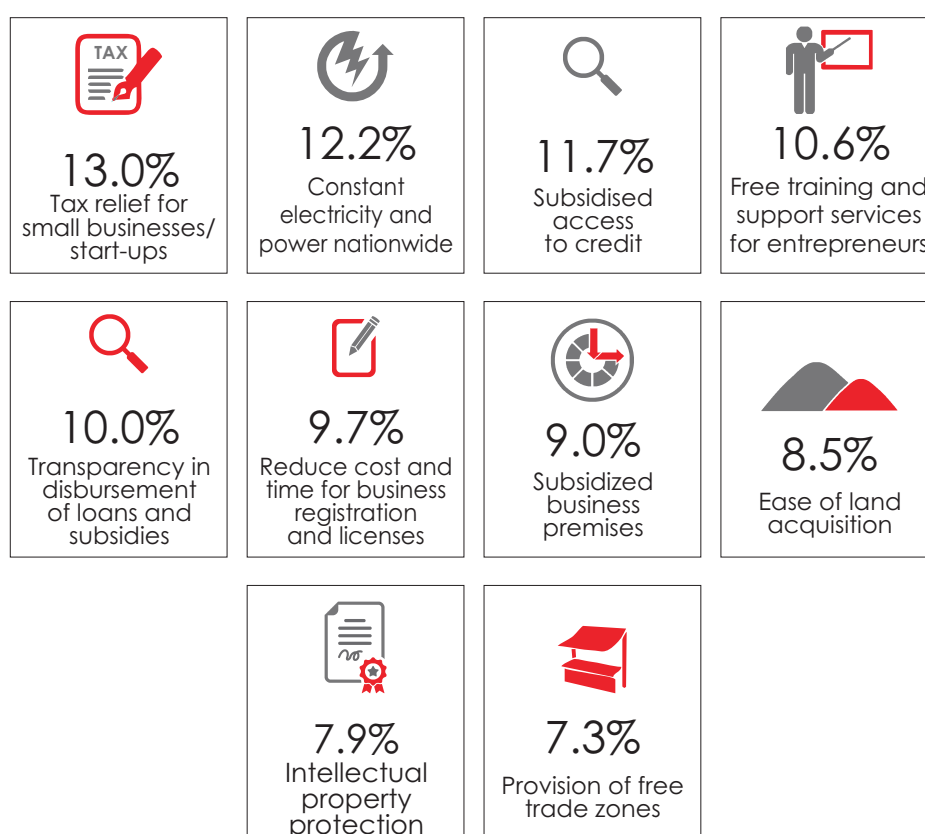 TAX
13.0%
Tax relief for
small businesses/
start-ups
12.2%
Constant
electricity and
power nationwide
11.7%
Subsidised
access
to credit
10.6%
Free training and
support services
for entrepreneurs
10.0%
Transparency in
disbursement
of loans and
subsidies
9.7%
Reduce cost and
time for business
registration
and licenses
9.0%
Subsidized
business
premises
8.5%
Ease of land
acquisition
7.9%
Intellectual
property
protection
7.3%
Provision of free
trade zones